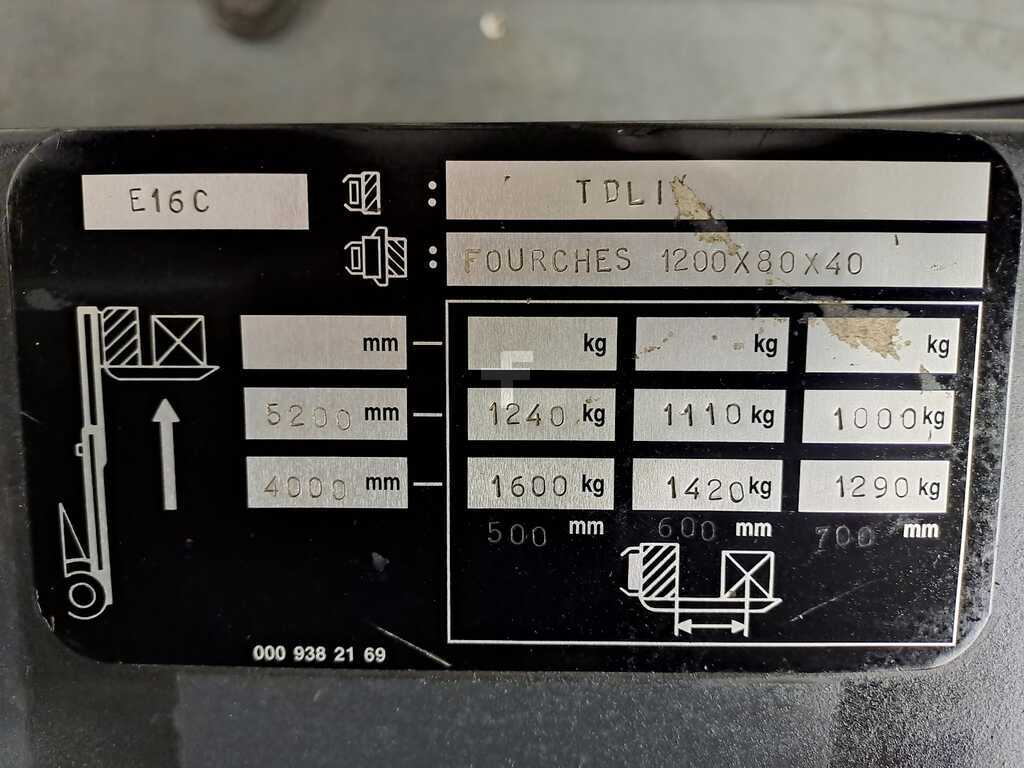 E16C : TDLI
: FOURCHES 1200X80X40
mm kg kg kg
5200 mm 1240 kg 1110 kg 1000 kg
4000 mm 1600 kg 1420 kg 1290 kg
500 mm 600 mm 700 mm
000 938 21 69